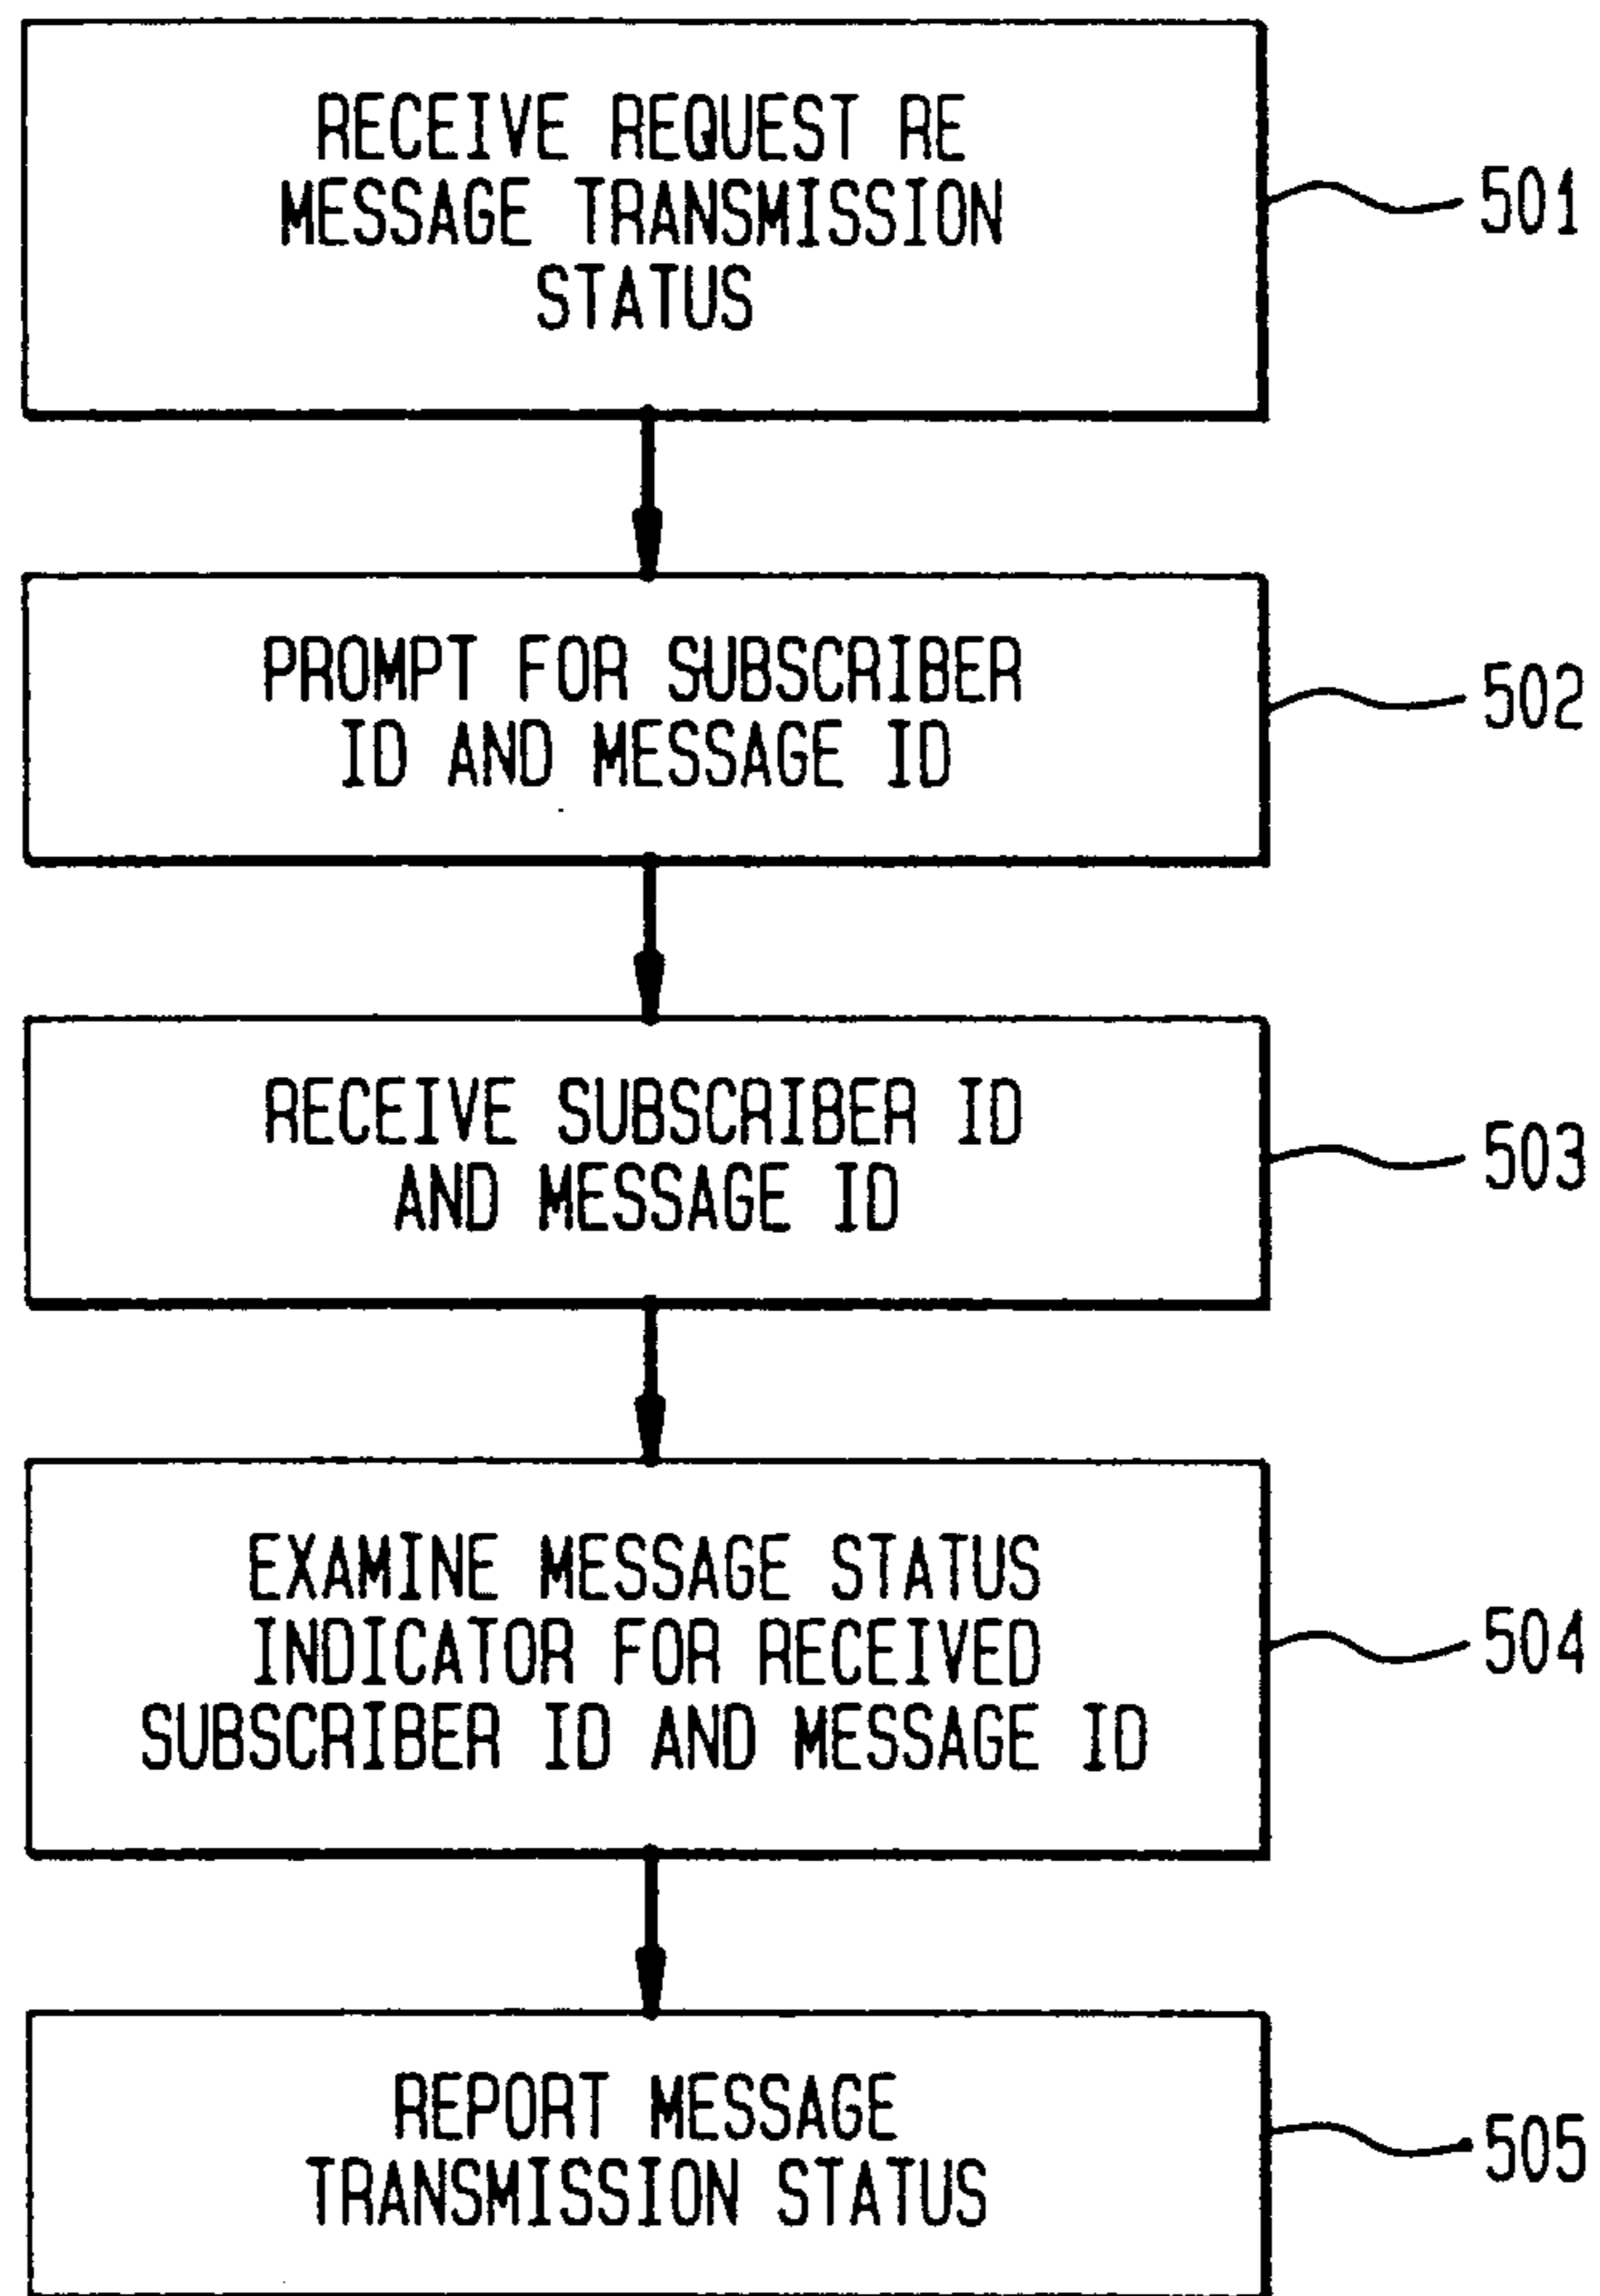 RECEIVE REQUEST RE
MESSAGE TRANSMISSION
STATUS
501
PROMPT FOR SUBSCRIBER
ID AND MESSAGE ID
502
RECEIVE SUBSCRIBER ID
AND MESSAGE ID
503
EXAMINE MESSAGE STATUS
INDICATOR FOR RECEIVED
SUBSCRIBER ID AND MESSAGE ID
504
REPORT MESSAGE
TRANSMISSION STATUS
505